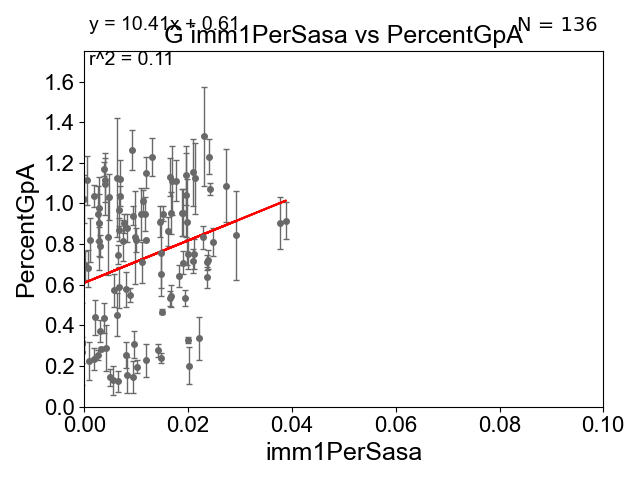 y = 10.41x + 0.61
G imm1PerSasa vs PercentGpA
N = 136
r^2 = 0.11
PercentGpA
1.6
1.4
1.2
1.0
0.8
0.6
0.4
0.2
0.0
0.00 0.02 0.04 0.06 0.08 0.10
imm1PerSasa